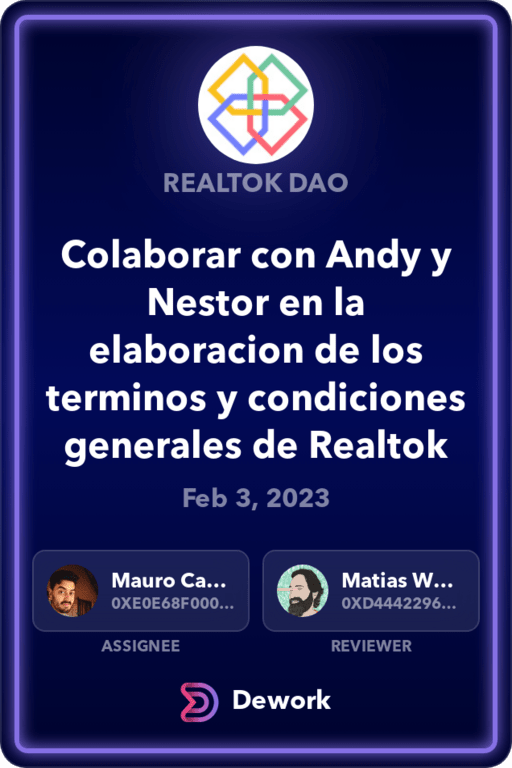 REALTOK DAO
Colaborar con Andy y
Nestor en la
elaboracion de los
terminos y condiciones
generales de Realtok
Feb 3, 2023
Mauro Ca...
0XE0E68F000...
ASSIGNEE
Matias W...
0XD4442296...
REVIEWER
Dework